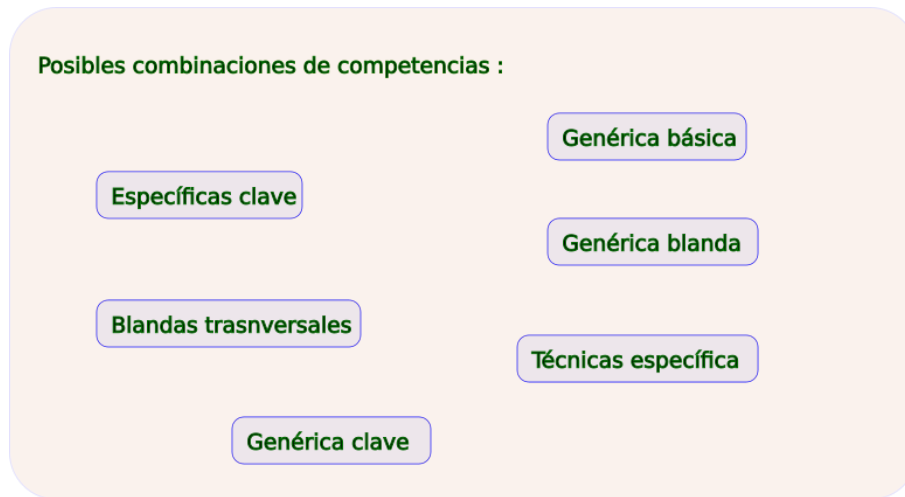 Posibles combinaciones de competencias :
Genérica básica
Específicas clave
Genérica blanda
Blandas trasnversales
Técnicas específica
Genérica clave